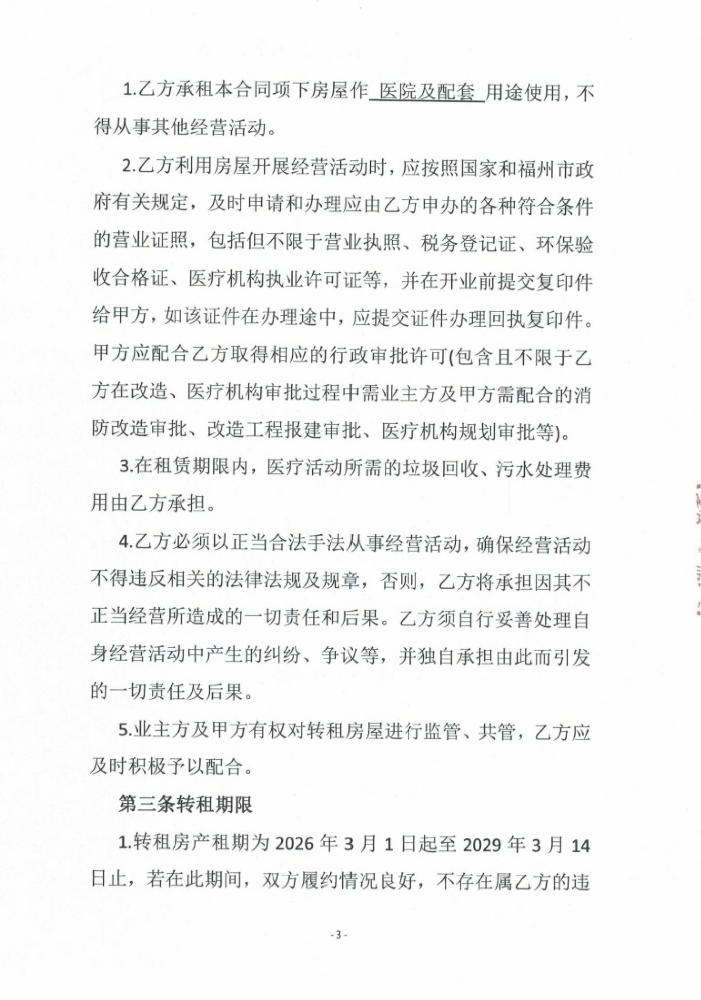 1.乙方承租本合同项下房屋作 医院及配套 用途使用，不
得从事其他经营活动。
2.乙方利用房屋开展经营活动时，应按照国家和福州市政
府有关规定，及时申请和办理应由乙方申办的各种符合条件
的营业证照，包括但不限于营业执照、税务登记证、环保验
收合格证、医疗机构执业许可证等，并在开业前提交复印件
给甲方，如该证件在办理途中，应提交证件办理回执复印件。
甲方应配合乙方取得相应的行政审批许可(包含且不限于乙
方在改造、医疗机构审批过程中需业主方及甲方需配合的消
防改造审批、改造工程报建审批、医疗机构规划审批等)。
3.在租赁期限内，医疗活动所需的垃圾回收、污水处理费
用由乙方承担。
4.乙方必须以正当合法手法从事经营活动，确保经营活动
不得违反相关的法律法规及规章，否则，乙方将承担因其不
正当经营所造成的一切责任和后果。乙方须自行妥善处理自
身经营活动中产生的纠纷、争议等，并独自承担由此而引发
的一切责任及后果。
5.业主方及甲方有权对转租房屋进行监管、共管，乙方应
及时积极予以配合。
第三条转租期限
1.转租房产租期为 2026 年 3 月 1 日起至 2029 年 3 月 14
日止，若在此期间，双方履约情况良好，不存在属乙方的违
- 3 -